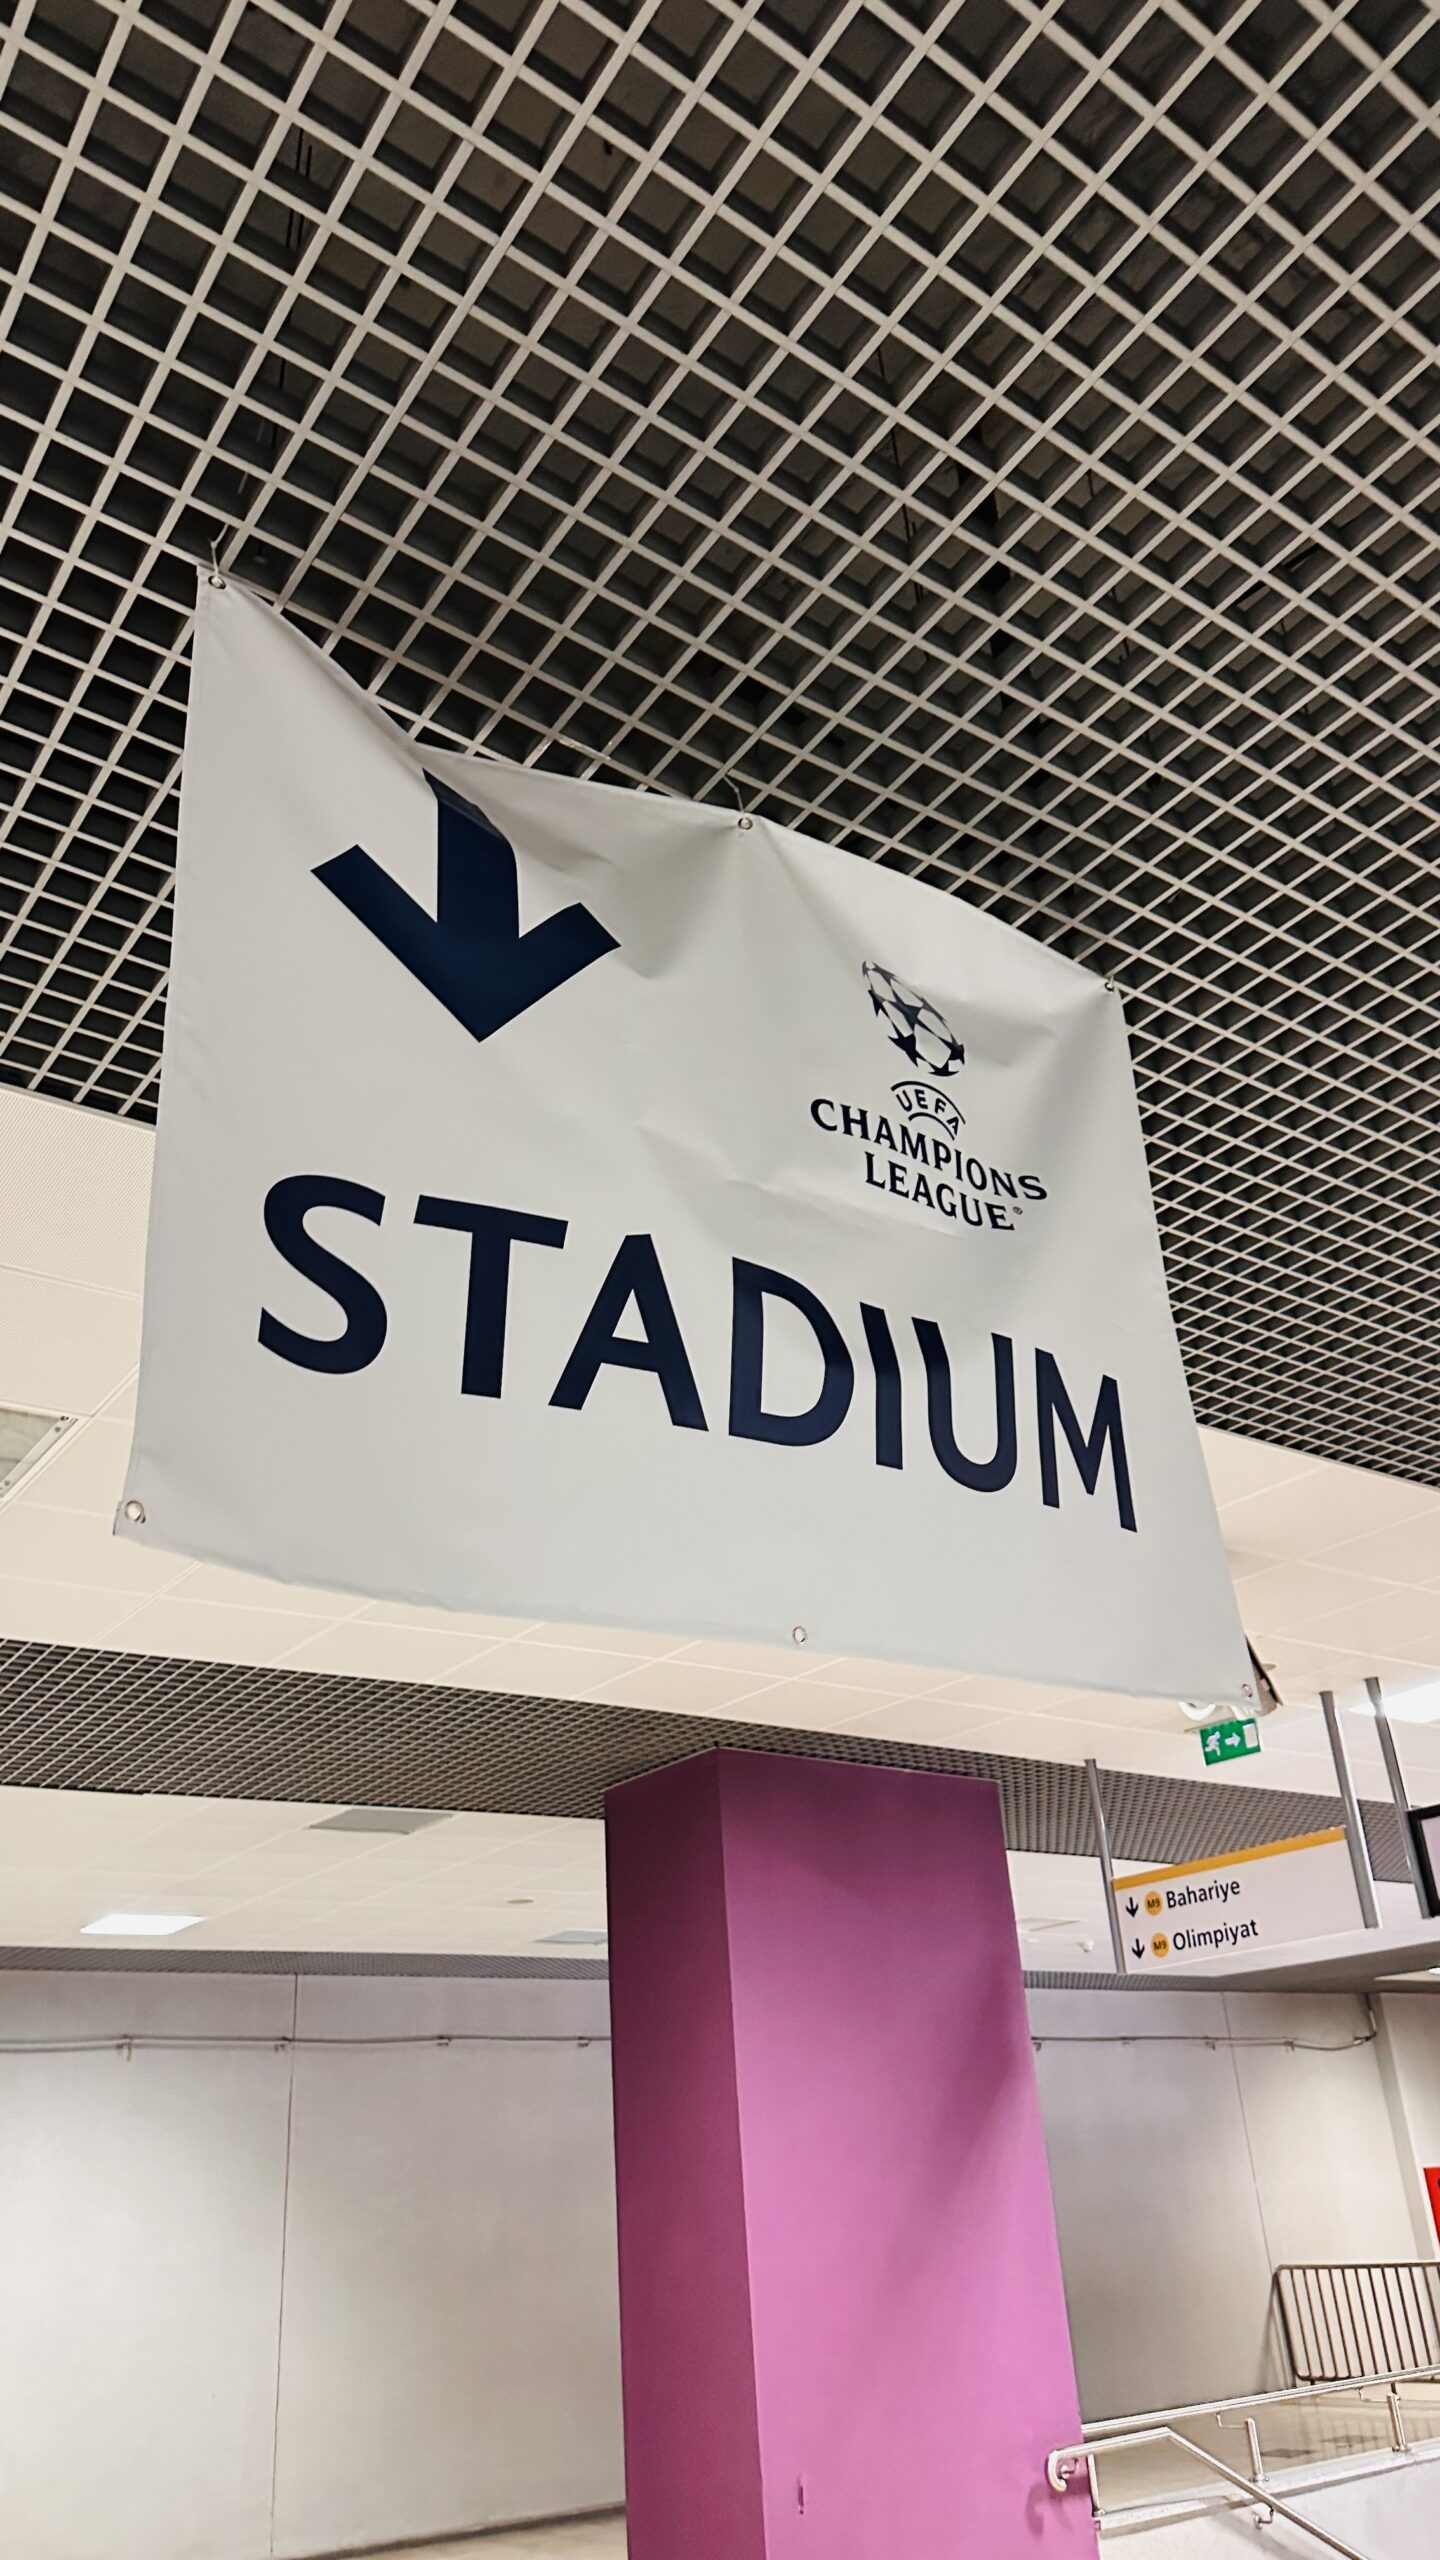 UEFA
CHAMPIONS
LEAGUE®
STADIUM
M9 Bahariye
M9 Olimpiyat